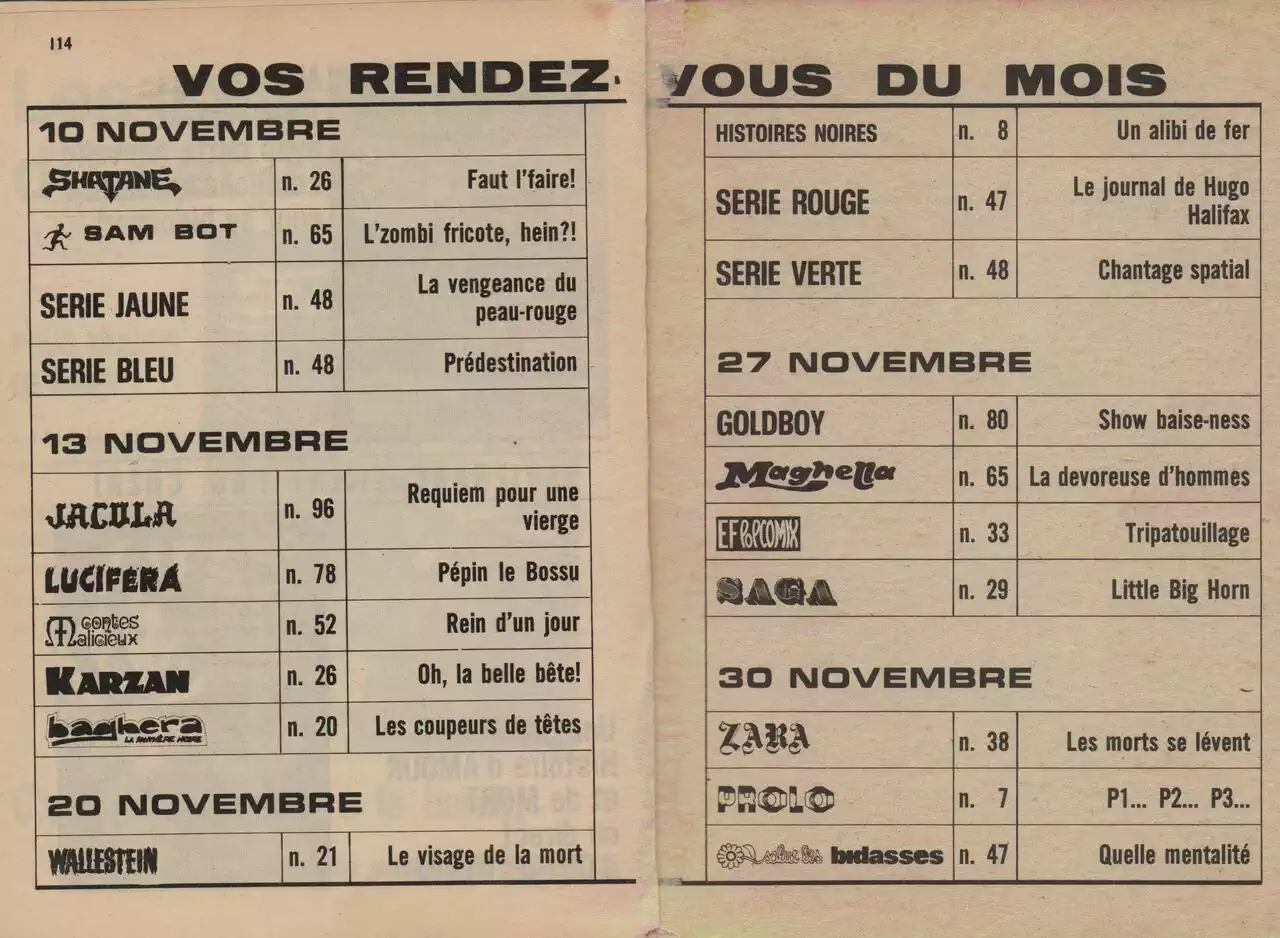 114
VOS RENDEZ-VOUS DU MOIS
10 NOVEMBRE
SHATANE n. 26 Faut l'faire!
SAM BOT n. 65 L'zombi fricote, hein?!
SERIE JAUNE n. 48 La vengeance du
peau-rouge
SERIE BLEU n. 48 Prédestination
13 NOVEMBRE
JACULA n. 96 Requiem pour une
vierge
LUCIFERA n. 78 Pépin le Bossu
contes
Malicieux n. 52 Rein d'un jour
KARZAN n. 26 Oh, la belle bête!
baghera n. 20 Les coupeurs de têtes
LA PANTHÈRE NOIRE
20 NOVEMBRE
WALLESTEIN n. 21 Le visage de la mort
HISTOIRES NOIRES n. 8 Un alibi de fer
SERIE ROUGE n. 47 Le journal de Hugo
Halifax
SERIE VERTE n. 48 Chantage spatial
27 NOVEMBRE
GOLDBOY n. 80 Show baise-ness
Maghella n. 65 La devoreuse d'hommes
EF POPCOMIX n. 33 Tripatouillage
SAGA n. 29 Little Big Horn
30 NOVEMBRE
ZARA n. 38 Les morts se lévent
PROLO n. 7 P1... P2... P3...
salut les bidasses n. 47 Quelle mentalité